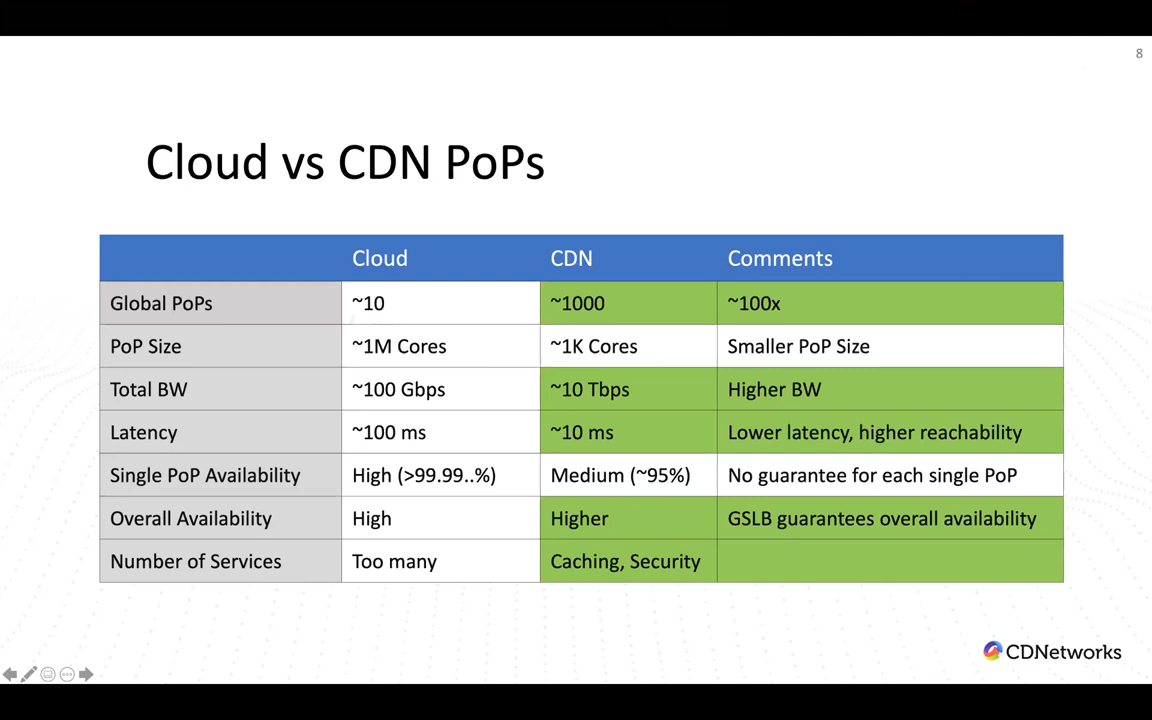 8
Cloud vs CDN PoPs
Cloud CDN Comments
Global PoPs ~10 ~1000 ~100x
PoP Size ~1M Cores ~1K Cores Smaller PoP Size
Total BW ~100 Gbps ~10 Tbps Higher BW
Latency ~100 ms ~10 ms Lower latency, higher reachability
Single PoP Availability High (>99.99..%) Medium (~95%) No guarantee for each single PoP
Overall Availability High Higher GSLB guarantees overall availability
Number of Services Too many Caching, Security
CDNetworks